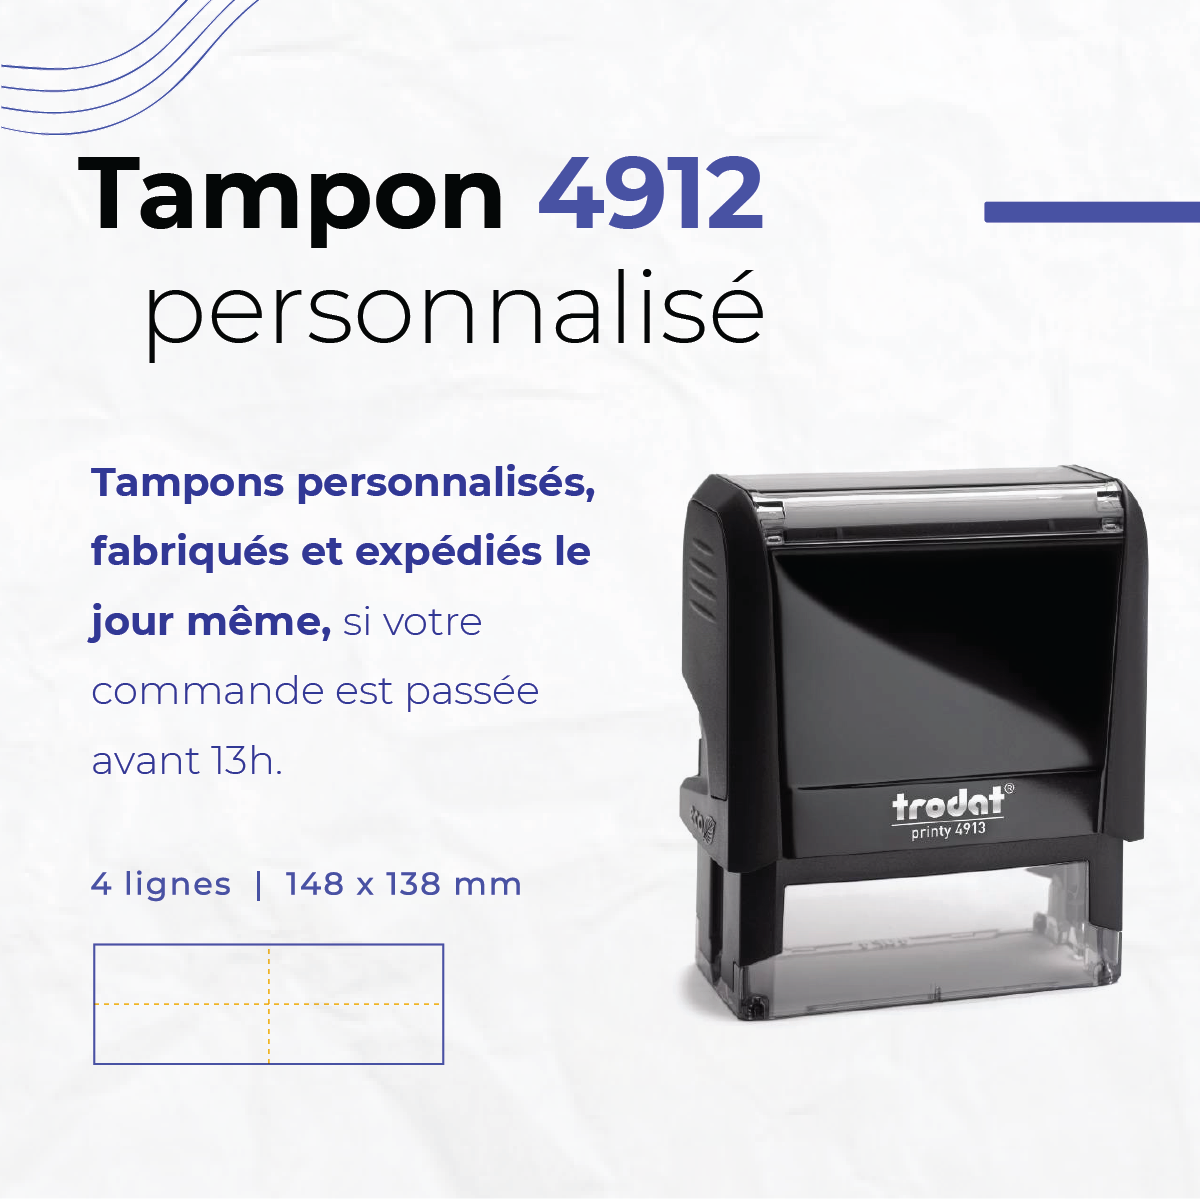 Tampon 4912
personnalisé
Tampons personnalisés,
fabriqués et expédiés le
jour même, si votre
commande est passée
avant 13h.
trodat®
printy 4913
4 lignes | 148 x 138 mm